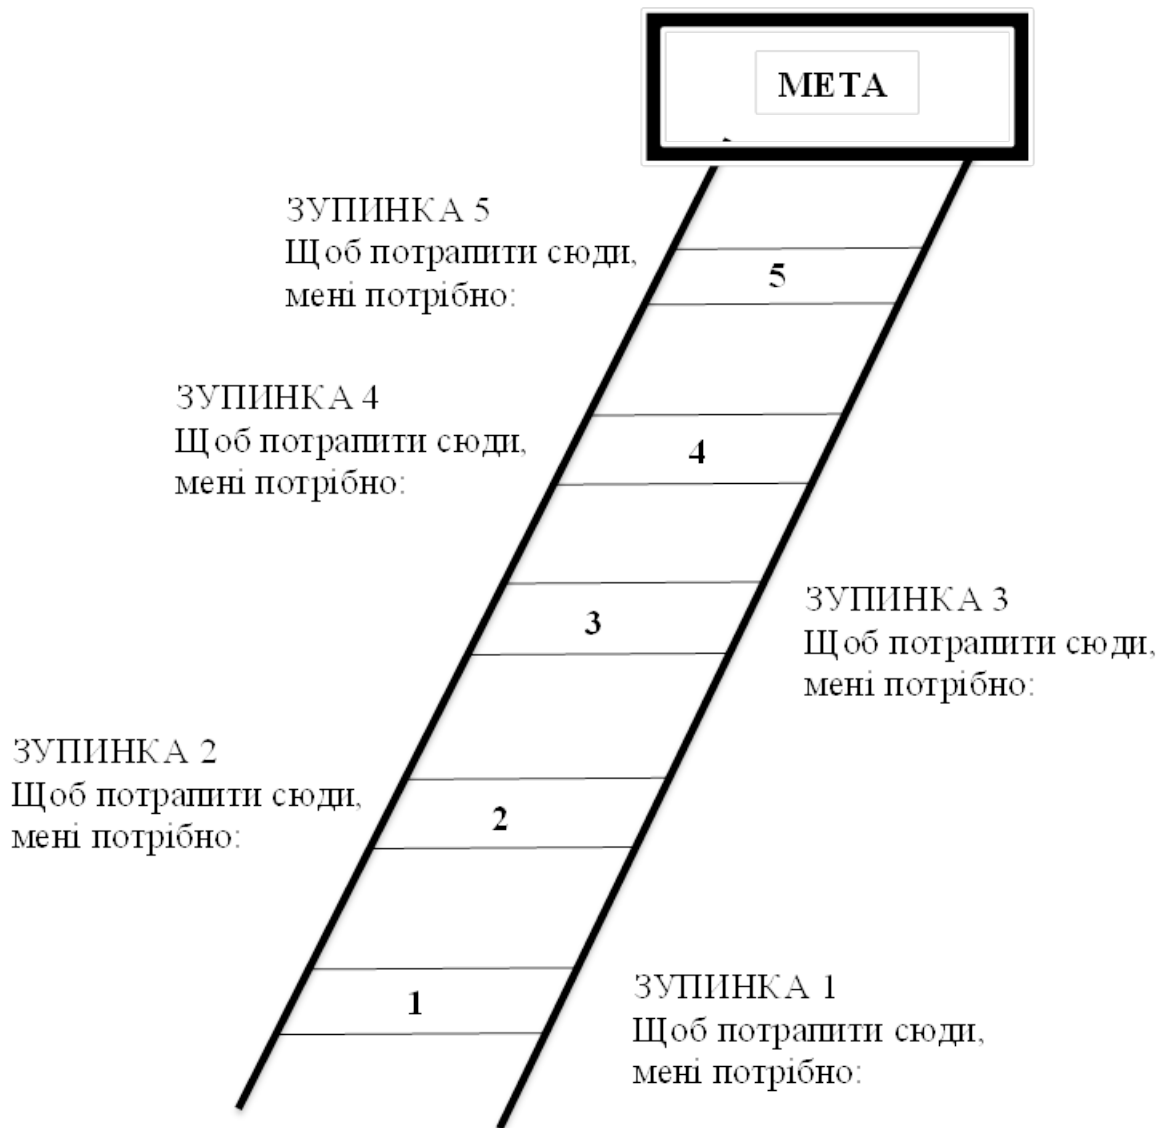 МЕТА
ЗУПИНКА 5
Щоб потрапити сюди,
мені потрібно:
5
ЗУПИНКА 4
Щоб потрапити сюди,
мені потрібно:
4
ЗУПИНКА 3
Щоб потрапити сюди,
мені потрібно:
3
ЗУПИНКА 2
Щоб потрапити сюди,
мені потрібно:
2
ЗУПИНКА 1
Щоб потрапити сюди,
мені потрібно:
1